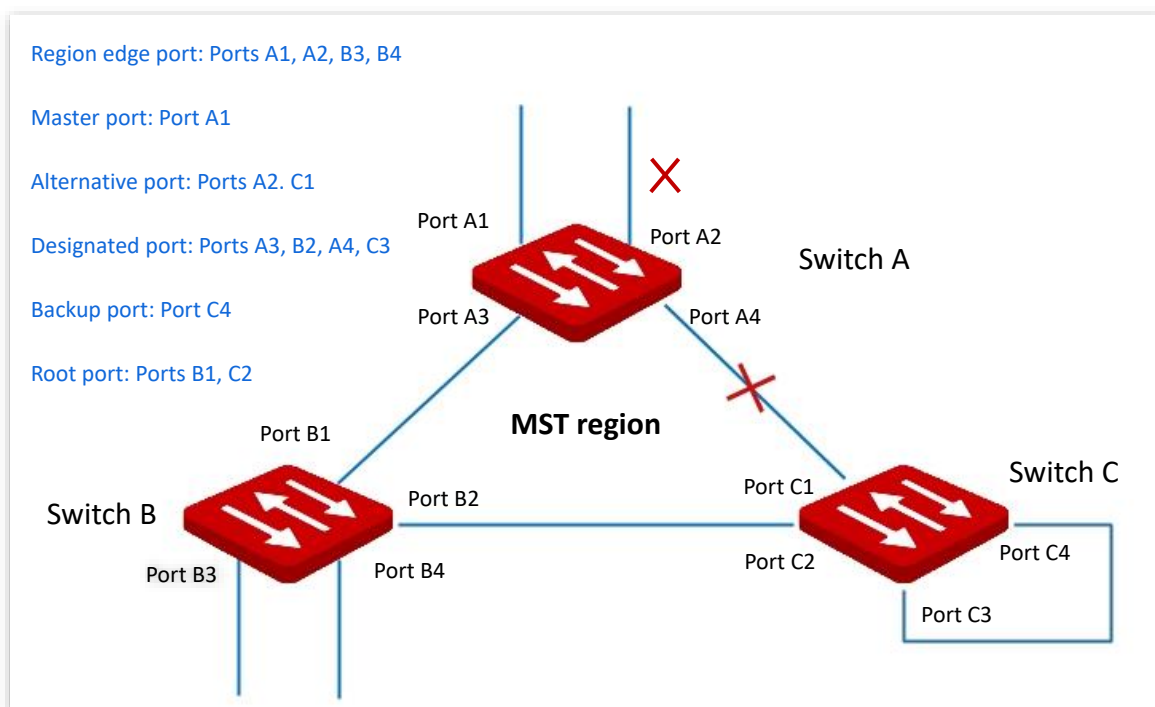 Region edge port: Ports A1, A2, B3, B4
Master port: Port A1
Alternative port: Ports A2. C1
Designated port: Ports A3, B2, A4, C3
Backup port: Port C4
Root port: Ports B1, C2
Port A1
Port A2
Switch A
Port A3
Port A4
MST region
Port B1
Switch B
Port B2
Port B3
Port B4
Port C1
Switch C
Port C2
Port C4
Port C3